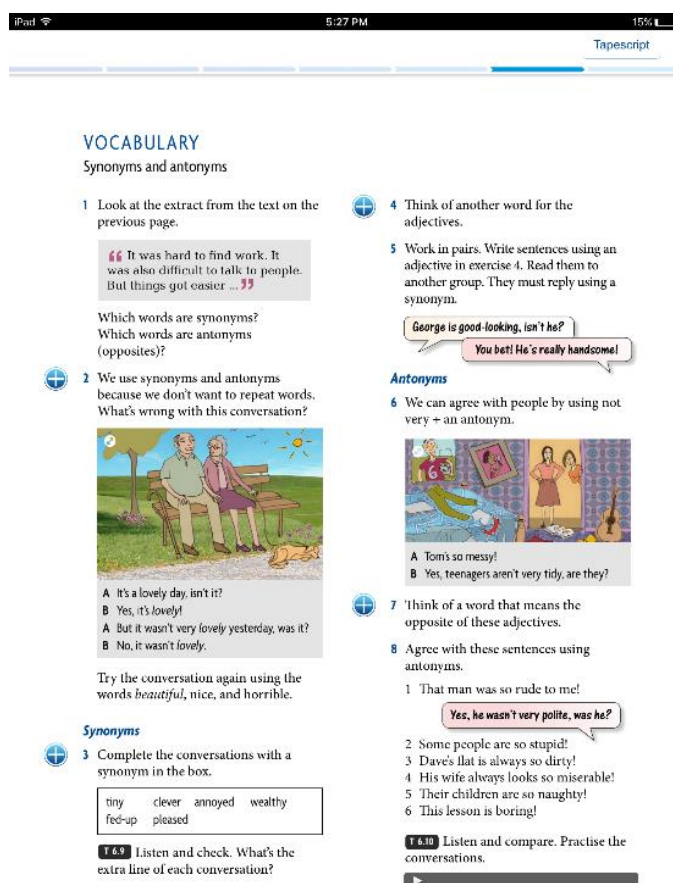 iPad
5:27 PM
15%
Tapescript
VOCABULARY
Synonyms and antonyms
1 Look at the extract from the text on the
previous page.
“ It was hard to find work. It
was also difficult to talk to people.
But things got easier ... ”
Which words are synonyms?
Which words are antonyms
(opposites)?
2 We use synonyms and antonyms
because we don't want to repeat words.
What's wrong with this conversation?
A It's a lovely day, isn't it?
B Yes, it's lovely!
A But it wasn't very lovely yesterday, was it?
B No, it wasn't lovely.
Try the conversation again using the
words beautiful, nice, and horrible.
Synonyms
3 Complete the conversations with a
synonym in the box.
tiny clever annoyed wealthy
fed-up pleased
T 6.9 Listen and check. What's the
extra line of each conversation?
4 Think of another word for the
adjectives.
5 Work in pairs. Write sentences using an
adjective in exercise 4. Read them to
another group. They must reply using a
synonym.
George is good-looking, isn't he?
You bet! He's really handsome!
Antonyms
6 We can agree with people by using not
very + an antonym.
A Tom's so messy!
B Yes, teenagers aren't very tidy, are they?
7 Think of a word that means the
opposite of these adjectives.
8 Agree with these sentences using
antonyms.
1 That man was so rude to me!
Yes, he wasn't very polite, was he?
2 Some people are so stupid!
3 Dave's flat is always so dirty!
4 His wife always looks so miserable!
5 Their children are so naughty!
6 This lesson is boring!
T 6.10 Listen and compare. Practise the
conversations.